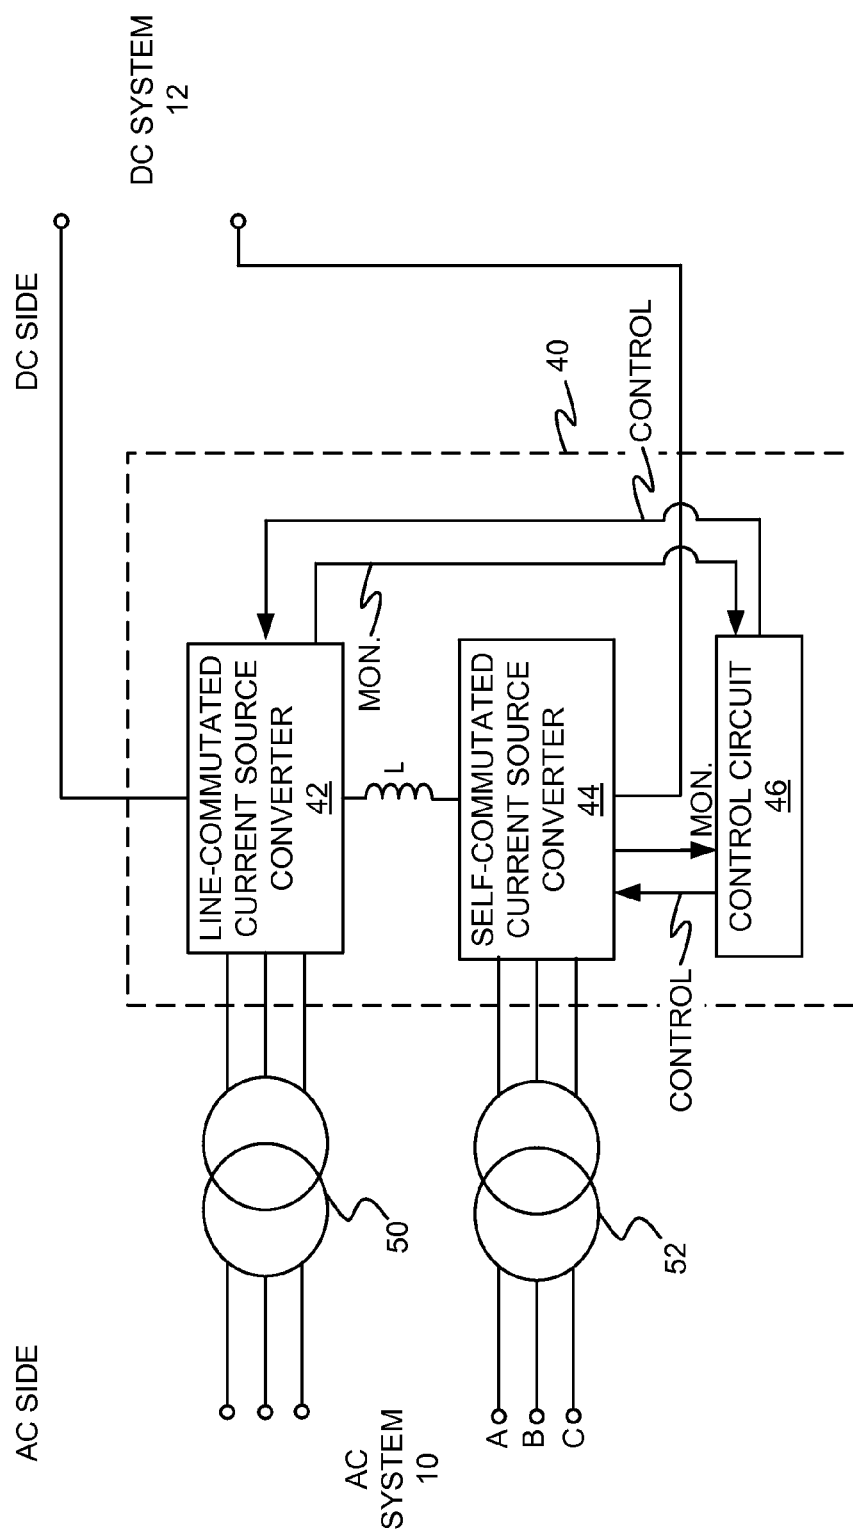 AC SIDE
DC SIDE
DC SYSTEM
12
LINE-COMMUTATED
CURRENT SOURCE
CONVERTER
42
50
MON.
L
AC
SYSTEM
10
40
CONTROL
A
B
C
SELF-COMMUTATED
CURRENT SOURCE
CONVERTER
44
52
CONTROL
MON.
CONTROL CIRCUIT
46